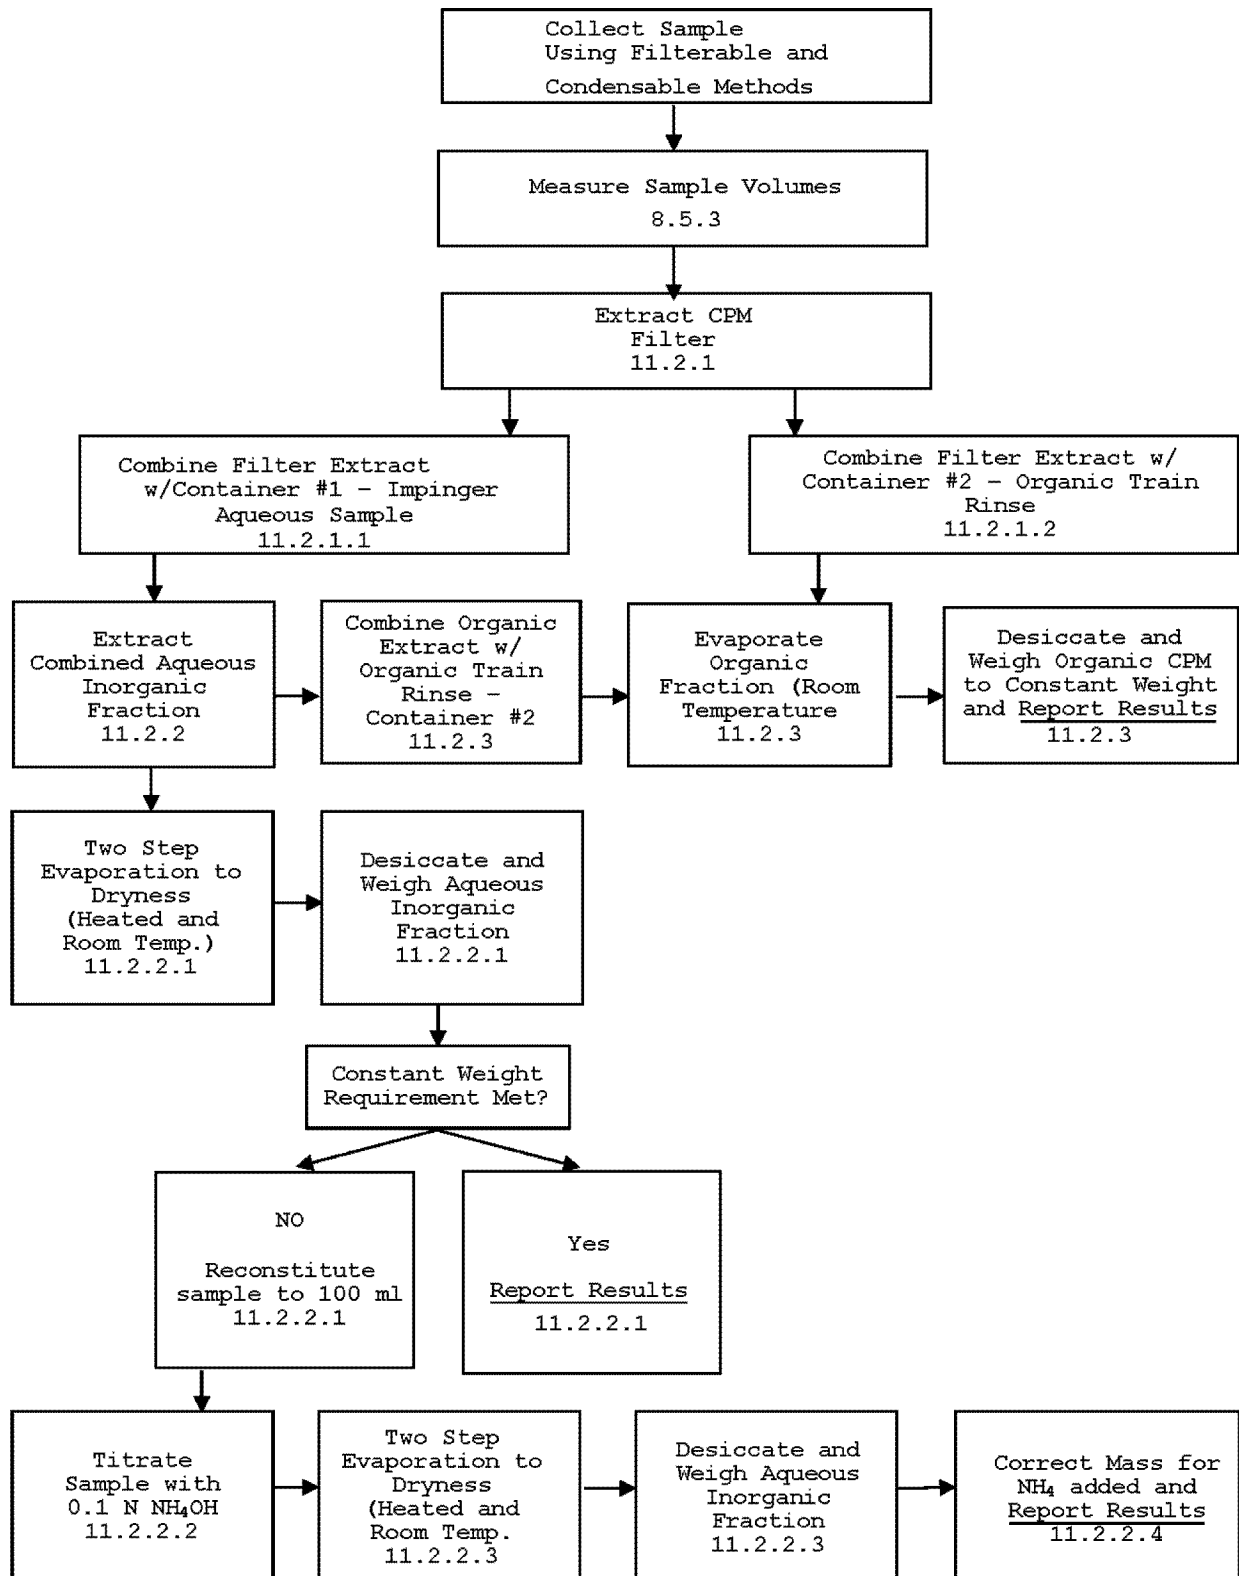 Collect Sample
Using Filterable and
Condensable Methods
Measure Sample Volumes
8.5.3
Extract CPM
Filter
11.2.1
Combine Filter Extract
w/Container #1 – Impinger
Aqueous Sample
11.2.1.1
Combine Filter Extract w/
Container #2 – Organic Train
Rinse
11.2.1.2
Extract
Combined Aqueous
Inorganic
Fraction
11.2.2
Combine Organic
Extract w/
Organic Train
Rinse –
Container #2
11.2.3
Evaporate
Organic
Fraction (Room
Temperature
11.2.3
Desiccate and
Weigh Organic CPM
to Constant Weight
and Report Results
11.2.3
Two Step
Evaporation to
Dryness
(Heated and
Room Temp.)
11.2.2.1
Desiccate and
Weigh Aqueous
Inorganic
Fraction
11.2.2.1
Constant Weight
Requirement Met?
NO
Reconstitute
sample to 100 ml
11.2.2.1
Yes
Report Results
11.2.2.1
Titrate
Sample with
0.1 N NH₄OH
11.2.2.2
Two Step
Evaporation to
Dryness
(Heated and
Room Temp.
11.2.2.3
Desiccate and
Weigh Aqueous
Inorganic
Fraction
11.2.2.3
Correct Mass for
NH₄ added and
Report Results
11.2.2.4